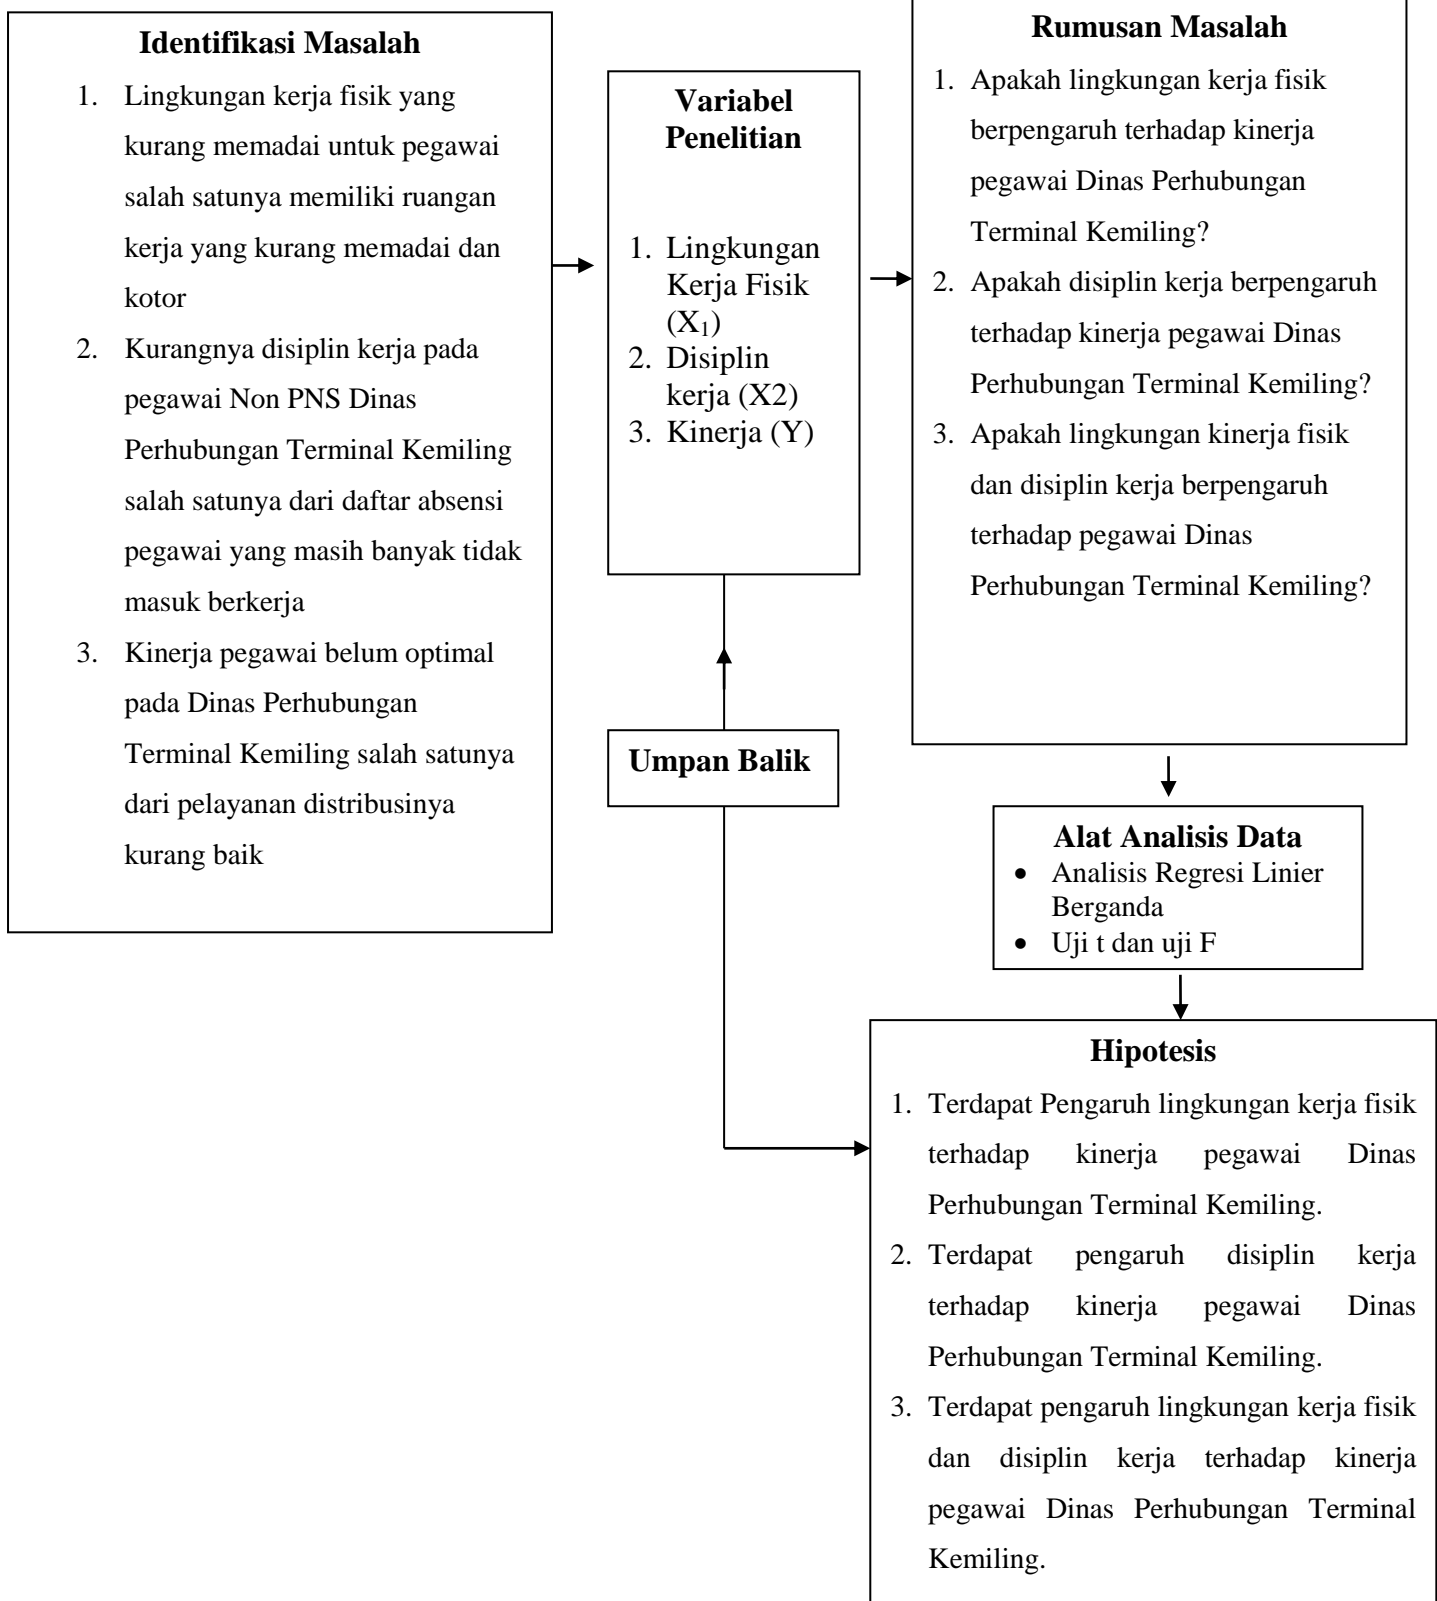 Identifikasi Masalah
1. Lingkungan kerja fisik yang
kurang memadai untuk pegawai
salah satunya memiliki ruangan
kerja yang kurang memadai dan
kotor
2. Kurangnya disiplin kerja pada
pegawai Non PNS Dinas
Perhubungan Terminal Kemiling
salah satunya dari daftar absensi
pegawai yang masih banyak tidak
masuk berkerja
3. Kinerja pegawai belum optimal
pada Dinas Perhubungan
Terminal Kemiling salah satunya
dari pelayanan distribusinya
kurang baik
Variabel
Penelitian
1. Lingkungan
Kerja Fisik
(X₁)
2. Disiplin
kerja (X2)
3. Kinerja (Y)
Rumusan Masalah
1. Apakah lingkungan kerja fisik
berpengaruh terhadap kinerja
pegawai Dinas Perhubungan
Terminal Kemiling?
2. Apakah disiplin kerja berpengaruh
terhadap kinerja pegawai Dinas
Perhubungan Terminal Kemiling?
3. Apakah lingkungan kinerja fisik
dan disiplin kerja berpengaruh
terhadap pegawai Dinas
Perhubungan Terminal Kemiling?
Umpan Balik
Alat Analisis Data
• Analisis Regresi Linier
Berganda
• Uji t dan uji F
Hipotesis
1. Terdapat Pengaruh lingkungan kerja fisik
terhadap kinerja pegawai Dinas
Perhubungan Terminal Kemiling.
2. Terdapat pengaruh disiplin kerja
terhadap kinerja pegawai Dinas
Perhubungan Terminal Kemiling.
3. Terdapat pengaruh lingkungan kerja fisik
dan disiplin kerja terhadap kinerja
pegawai Dinas Perhubungan Terminal
Kemiling.